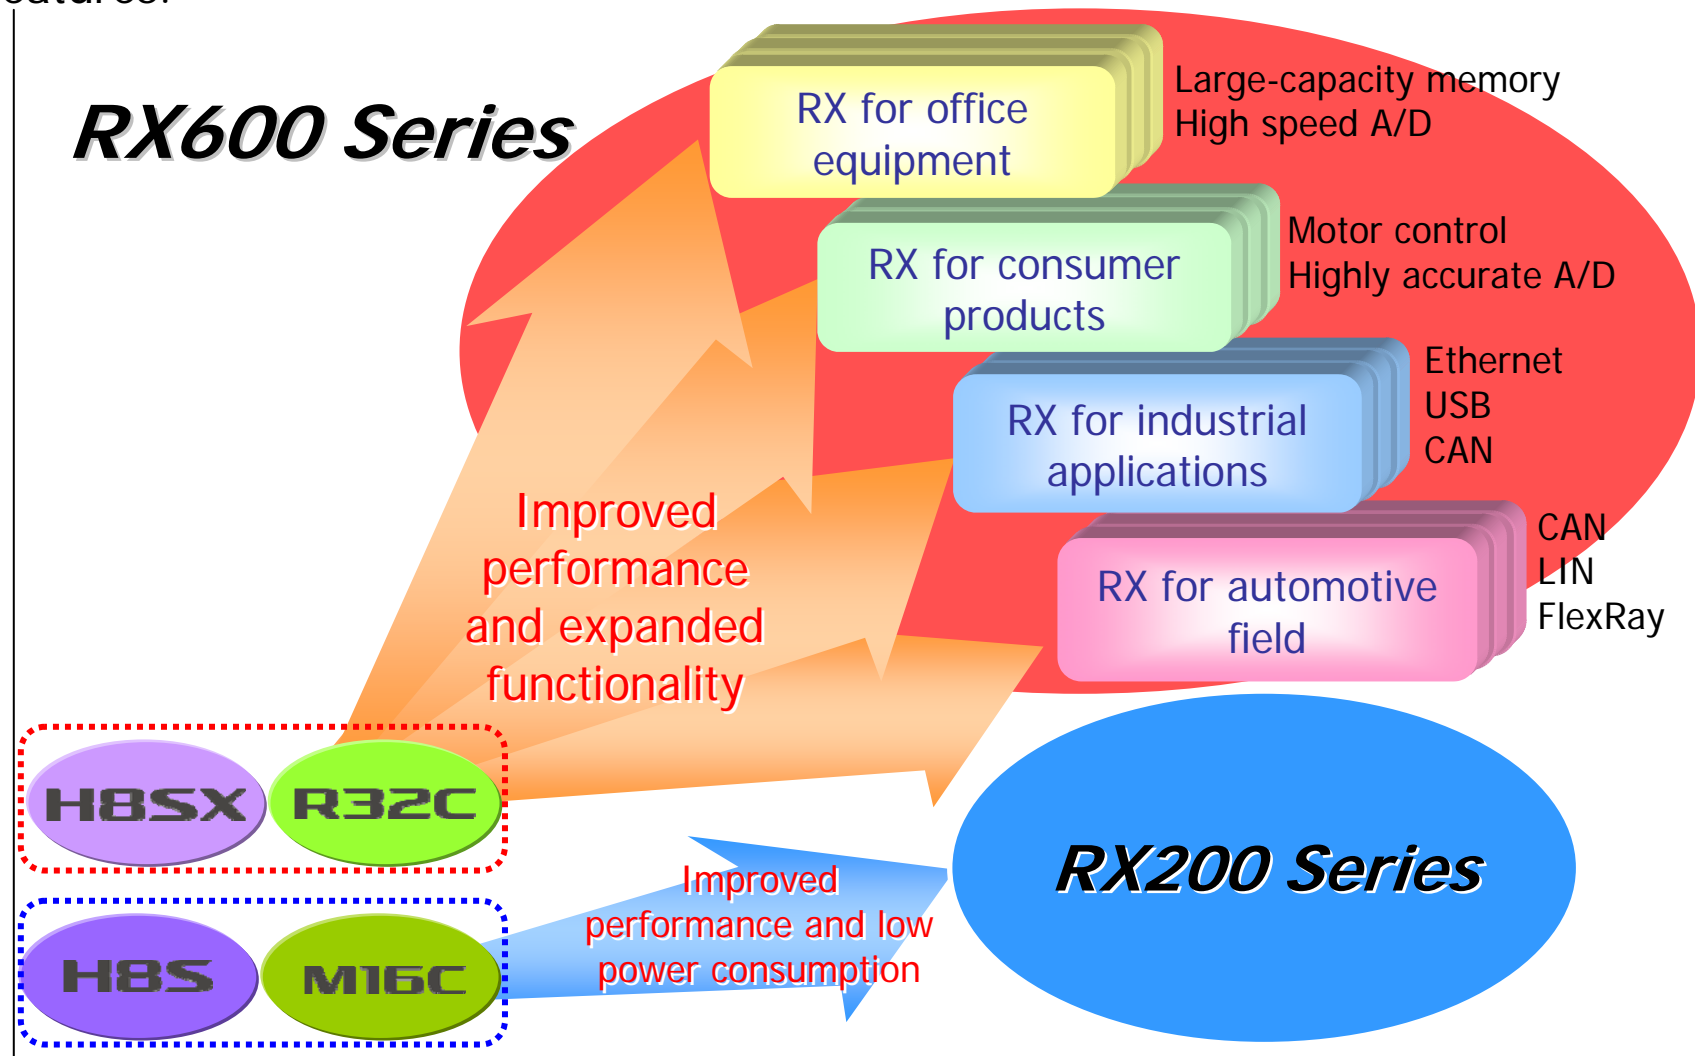 RX600 Series
RX for office
equipment
Large-capacity memory
High speed A/D
RX for consumer
products
Motor control
Highly accurate A/D
RX for industrial
applications
Ethernet
USB
CAN
RX for automotive
field
CAN
LIN
FlexRay
Improved
performance
and expanded
functionality
H8SX
R32C
RX200 Series
Improved
performance and low
power consumption
H8S
M16C